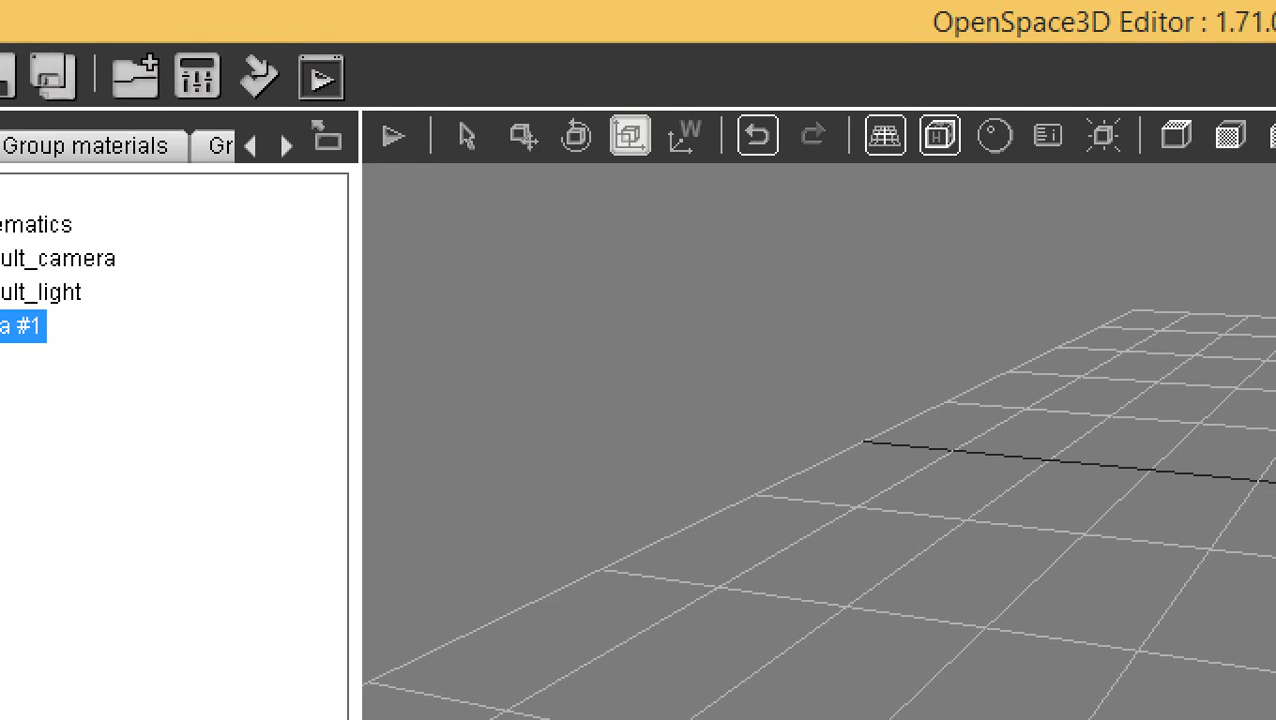 OpenSpace3D Editor : 1.71.0
Group materials
Gr
W
H
i
ematics
ult_camera
ult_light
a #1